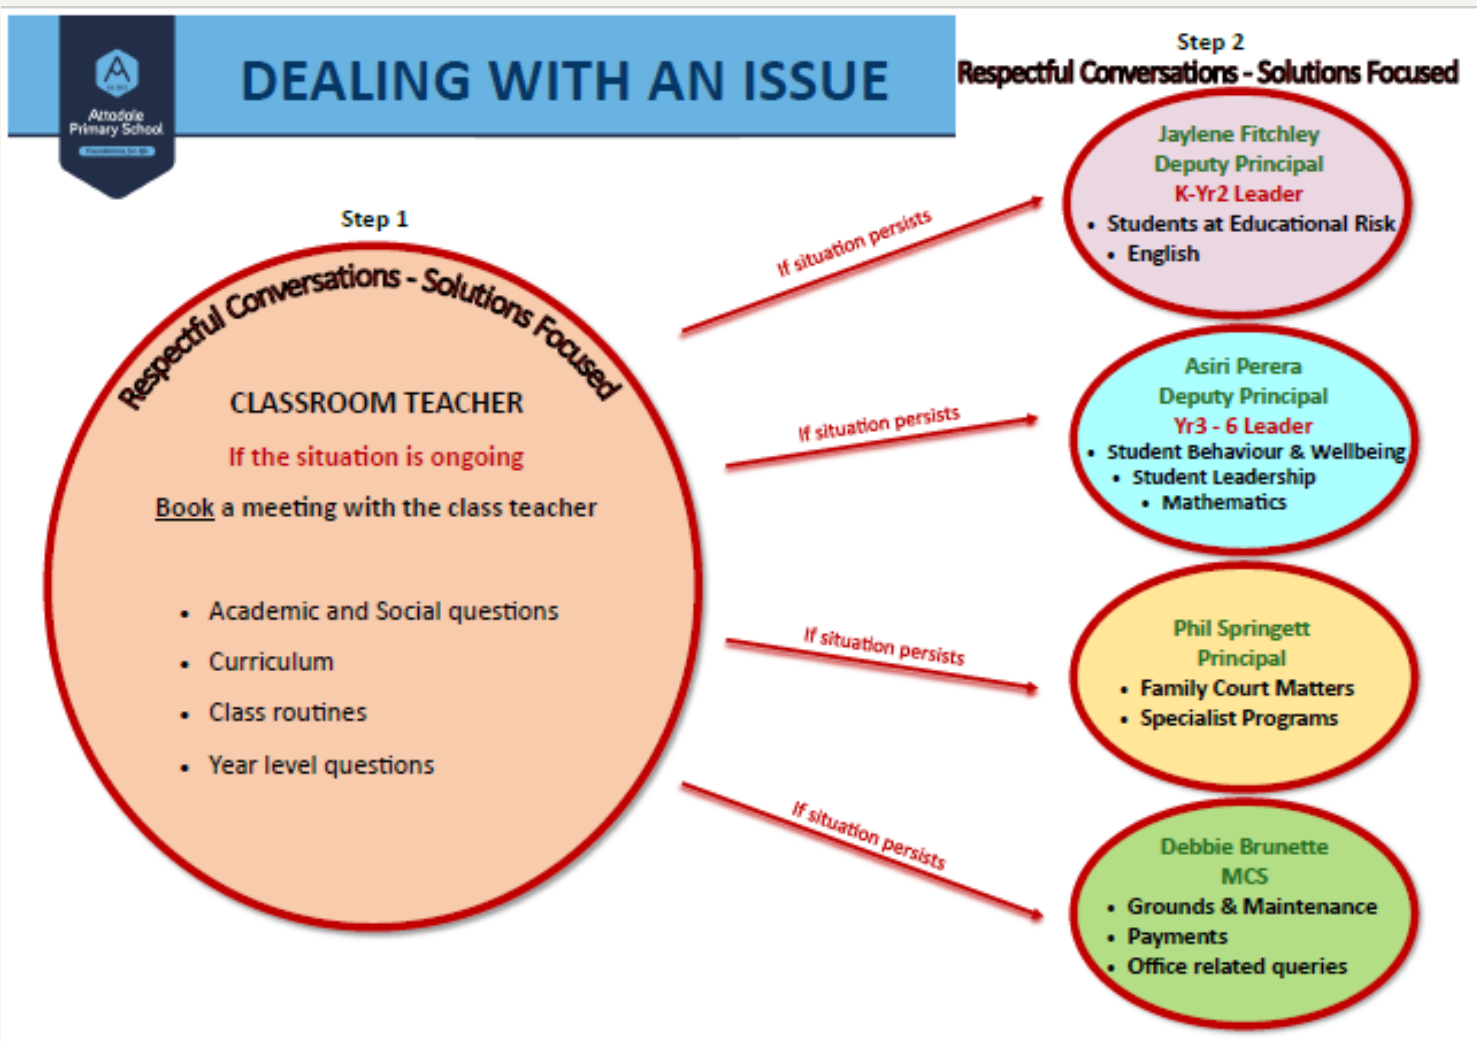 Attadale
Primary School
Foundations for life
DEALING WITH AN ISSUE
Step 1
Respectful Conversations - Solutions Focused
CLASSROOM TEACHER
If the situation is ongoing
Book a meeting with the class teacher
• Academic and Social questions
• Curriculum
• Class routines
• Year level questions
If situation persists
If situation persists
If situation persists
If situation persists
Step 2
Respectful Conversations - Solutions Focused
Jaylene Fitchley
Deputy Principal
K-Yr2 Leader
• Students at Educational Risk
• English
Asiri Perera
Deputy Principal
Yr3 - 6 Leader
• Student Behaviour & Wellbeing
• Student Leadership
• Mathematics
Phil Springett
Principal
• Family Court Matters
• Specialist Programs
Debbie Brunette
MCS
• Grounds & Maintenance
• Payments
• Office related queries